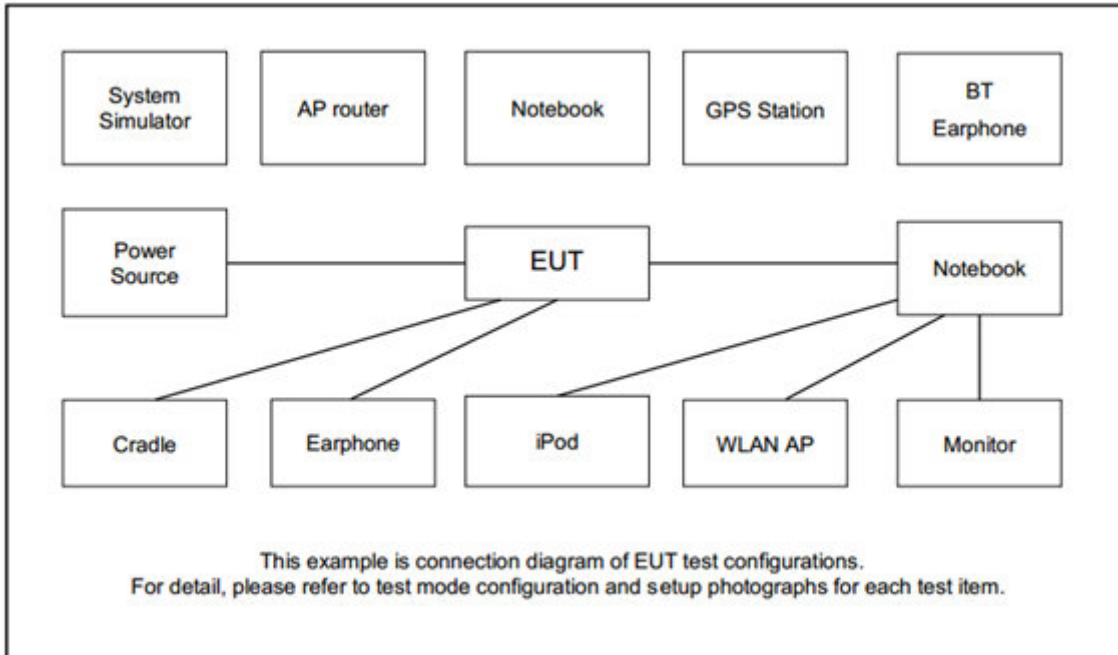 System
Simulator
AP router
Notebook
GPS Station
BT
Earphone
Power
Source
EUT
Notebook
Cradle
Earphone
iPod
WLAN AP
Monitor
This example is connection diagram of EUT test configurations.
For detail, please refer to test mode configuration and setup photographs for each test item.